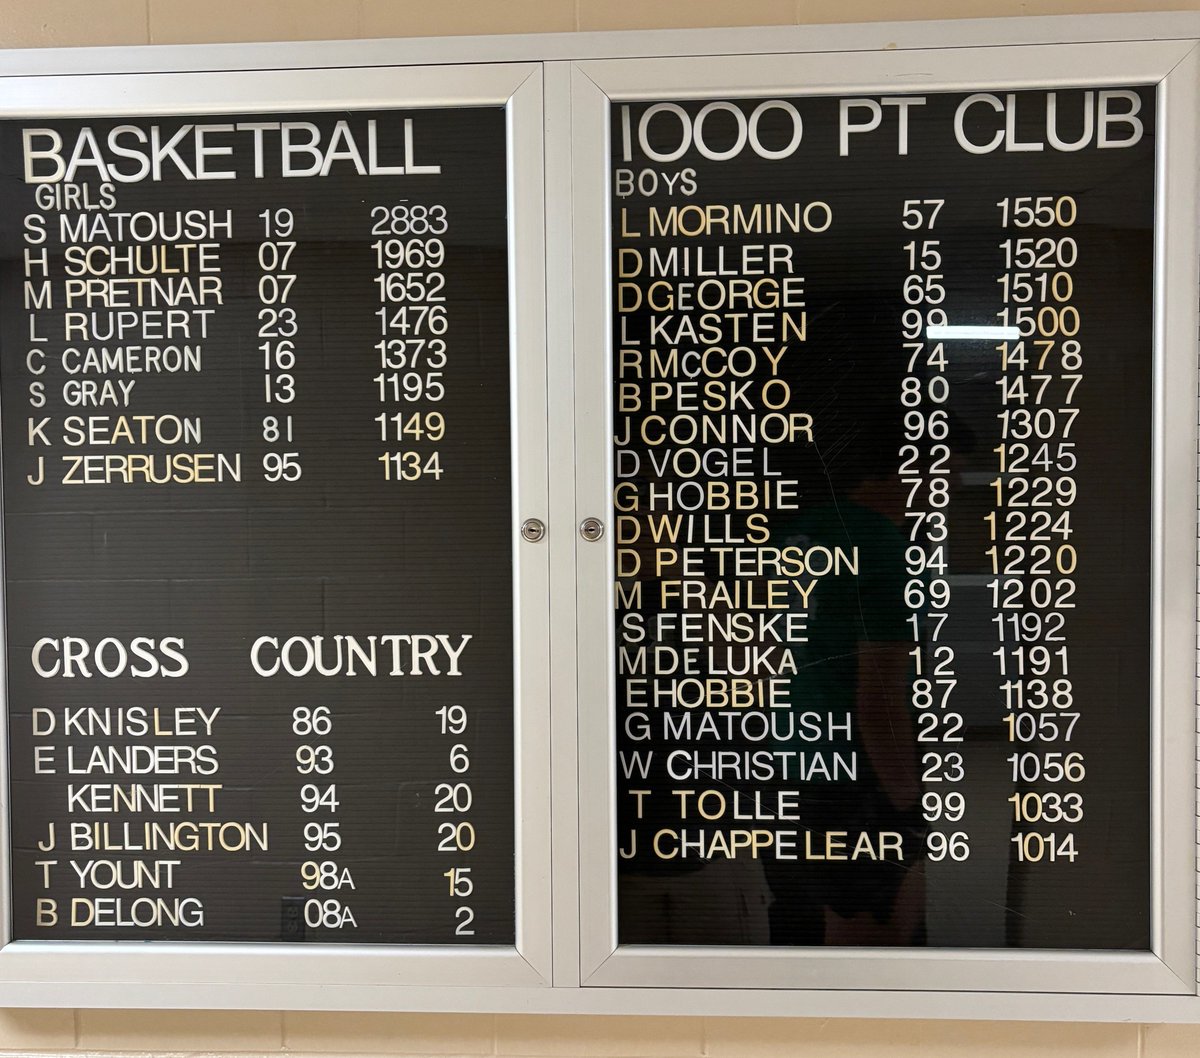 BASKETBALL
GIRLS
S MATOUSH 19 2883
H SCHULTE 07 1969
M PRETNAR 07 1652
L RUPERT 23 1476
C CAMERON 16 1373
S GRAY 13 1195
K SEATON 81 1149
J ZERRUSEN 95 1134
CROSS COUNTRY
D KNISLEY 86 19
E LANDERS 93 6
KENNETT 94 20
J BILLINGTON 95 20
T YOUNT 98A 15
B DELONG 08A 2
1000 PT CLUB
BOYS
L MORMINO 57 1550
D MILLER 15 1520
D GEORGE 65 1510
L KASTEN 99 1500
R MCCOY 74 1478
B PESKO 80 1477
J CONNOR 96 1307
D VOGEL 22 1245
G HOBBIE 78 1229
D WILLS 73 1224
D PETERSON 94 1220
M FRAILEY 69 1202
S FENSKE 17 1192
M DELUKA 12 1191
E HOBBIE 87 1138
G MATOUSH 22 1057
W CHRISTIAN 23 1056
T TOLLE 99 1033
J CHAPPELEAR 96 1014